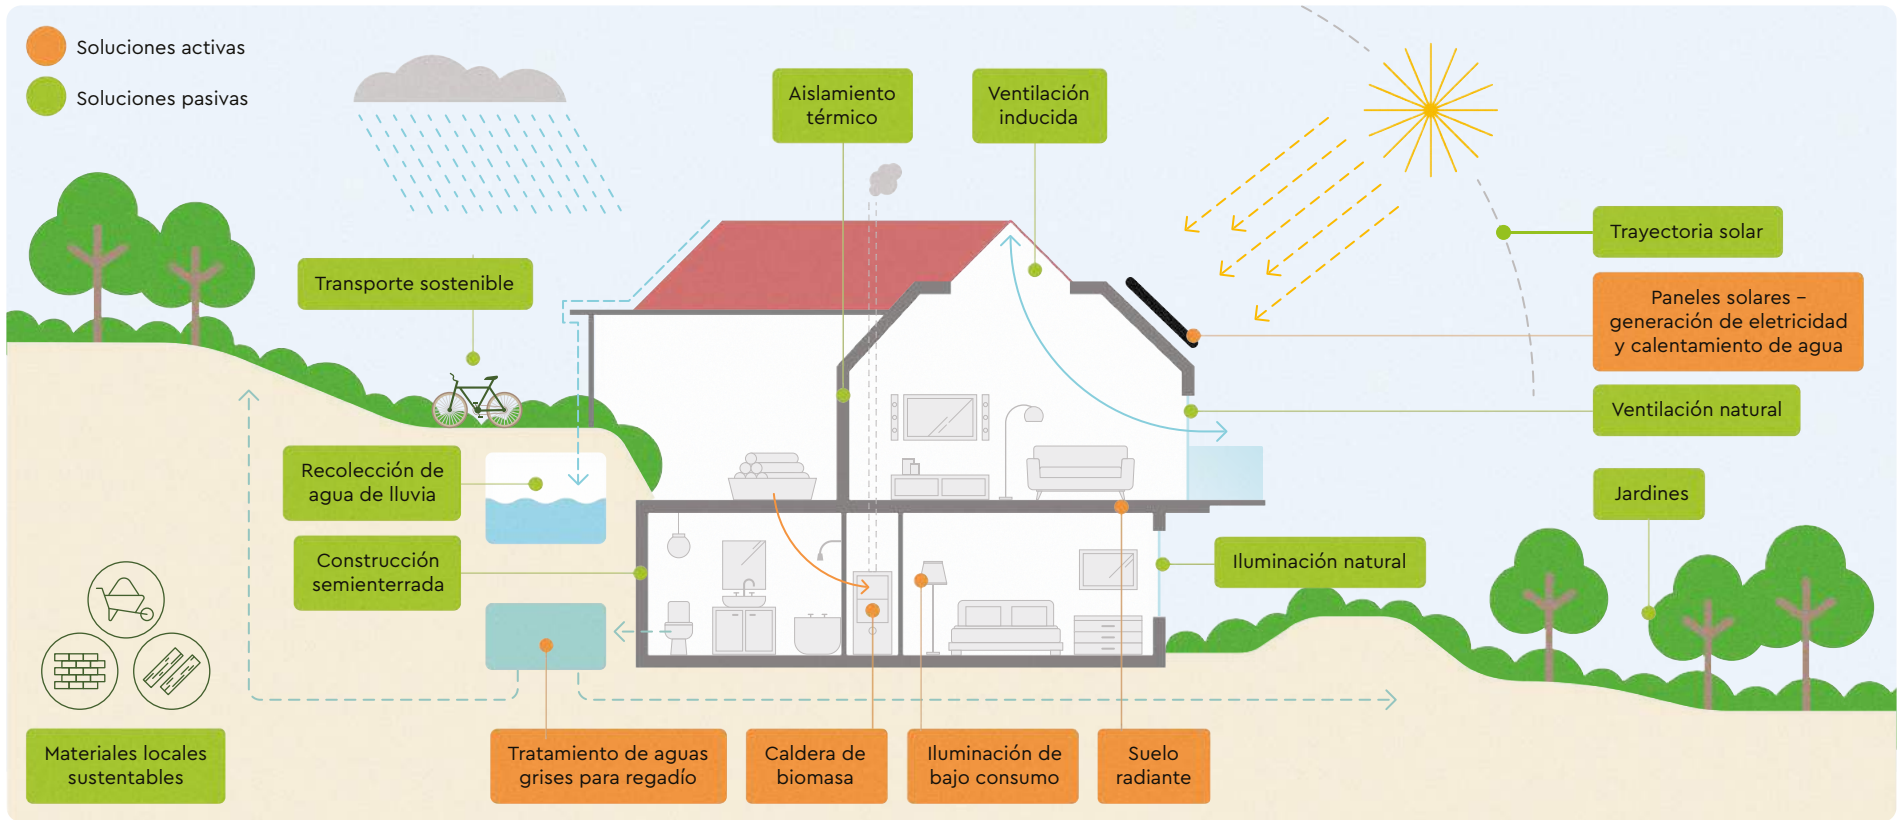 Soluciones activas
Soluciones pasivas
Aislamiento
térmico
Ventilación
inducida
Transporte sostenible
Trayectoria solar
Paneles solares –
generación de eletricidad
y calentamiento de agua
Ventilación natural
Recolección de
agua de lluvia
Jardines
Construcción
semienterrada
Iluminación natural
Materiales locales
sustentables
Tratamiento de aguas
grises para regadío
Caldera de
biomasa
Iluminación de
bajo consumo
Suelo
radiante